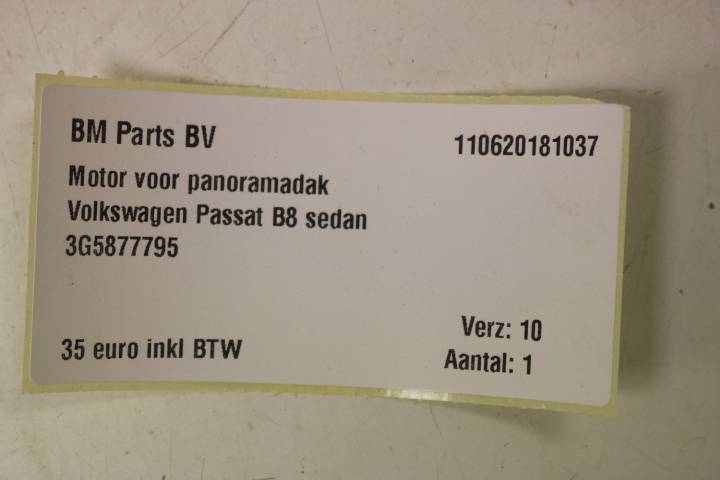 BM Parts BV
110620181037
Motor voor panoramadak
Volkswagen Passat B8 sedan
3G5877795
Verz: 10
35 euro inkl BTW
Aantal: 1